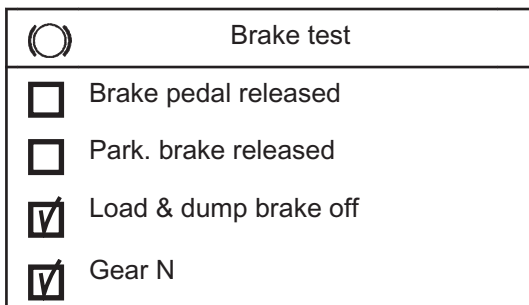 Brake test
Brake pedal released
Park. brake released
Load & dump brake off
Gear N